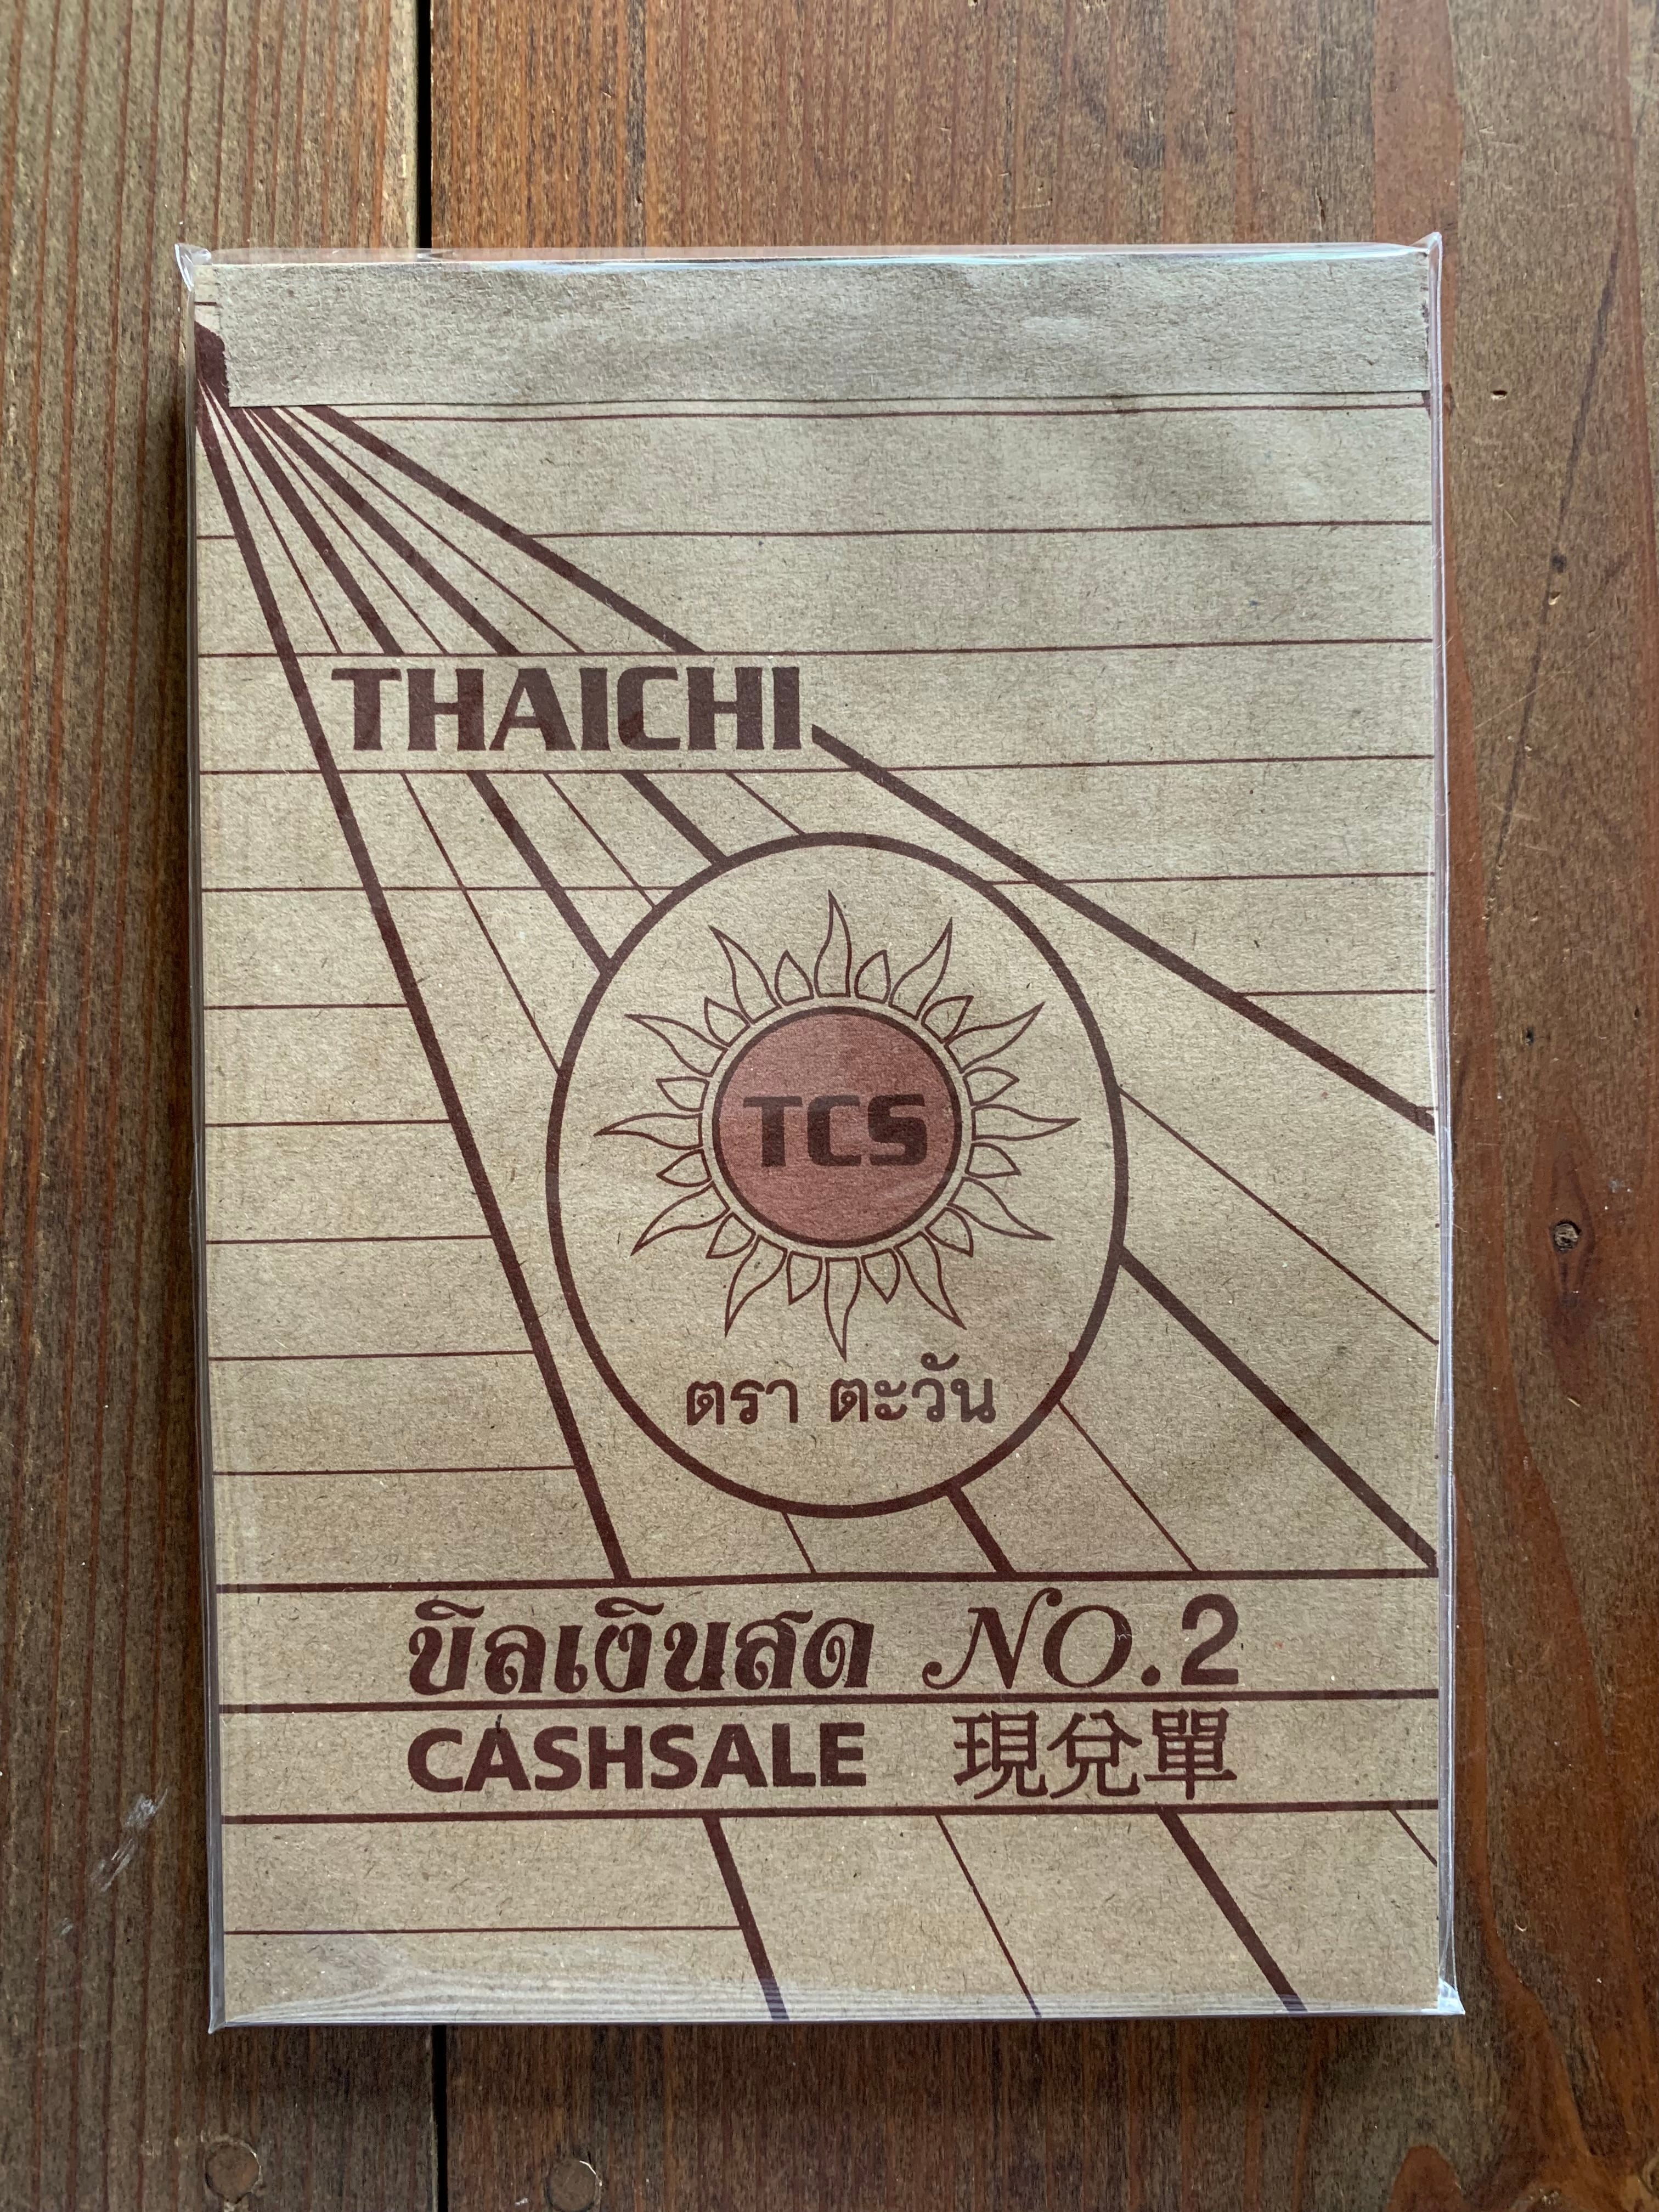 THAICHI
TCS
ตรา ตะวัน
บิลเงินสด NO.2
CASHSALE 現兌單